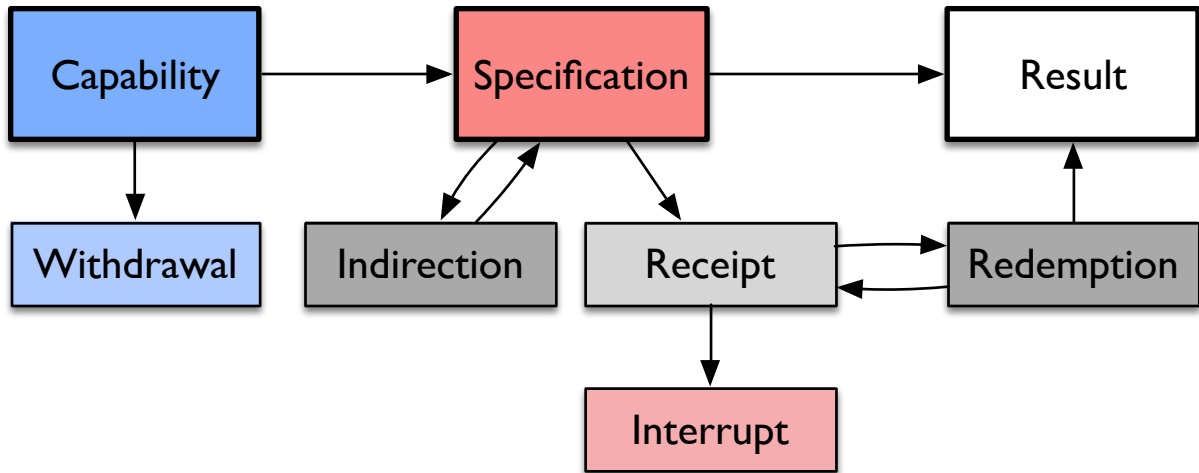 Capability
Specification
Result
Withdrawal
Indirection
Receipt
Redemption
Interrupt